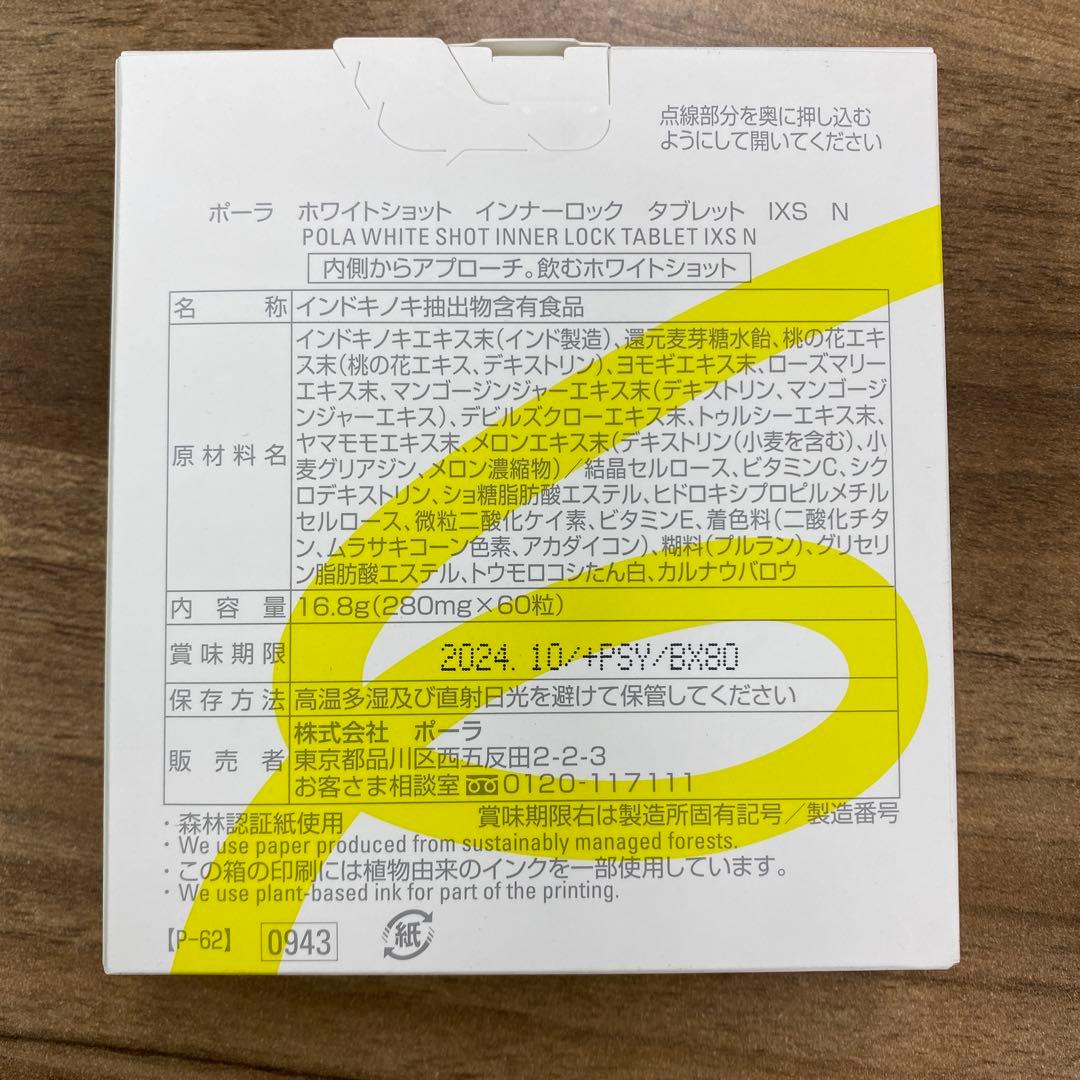 点線部分を奥に押し込む
ようにして開いてください
ポーラ ホワイトショット インナーロック タブレット IXS N
POLA WHITE SHOT INNER LOCK TABLET IXS N
内側からアプローチ。飲むホワイトショット
名称 インドキノキ抽出物含有食品
原材料名
インドキノキエキス末(インド製造)、還元麦芽糖水飴、桃の花エキ
ス末(桃の花エキス、デキストリン)、ヨモギエキス末、ローズマリー
エキス末、マンゴージンジャーエキス末(デキストリン、マンゴージ
ンジャーエキス)、デビルズクローエキス末、トゥルシーエキス末、
ヤマモモエキス末、メロンエキス末(デキストリン(小麦を含む)、小
麦グリアジン、メロン濃縮物)/結晶セルロース、ビタミンC、シク
ロデキストリン、ショ糖脂肪酸エステル、ヒドロキシプロピルメチル
セルロース、微粒二酸化ケイ素、ビタミンE、着色料(二酸化チタ
ン、ムラサキコーン色素、アカダイコン)、糊料(プルラン)、グリセリ
ン脂肪酸エステル、トウモロコシたん白、カルナウバロウ
内容量 16.8g(280mg×60粒)
賞味期限 2024. 10/+PSY/BX80
保存方法 高温多湿及び直射日光を避けて保管してください
販売者
株式会社 ポーラ
東京都品川区西五反田2-2-3
お客さま相談室 0120-117111
・森林認証紙使用 賞味期限右は製造所固有記号/製造番号
・We use paper produced from sustainably managed forests.
・この箱の印刷には植物由来のインクを一部使用しています。
・We use plant-based ink for part of the printing.
【P-62】 0943 紙